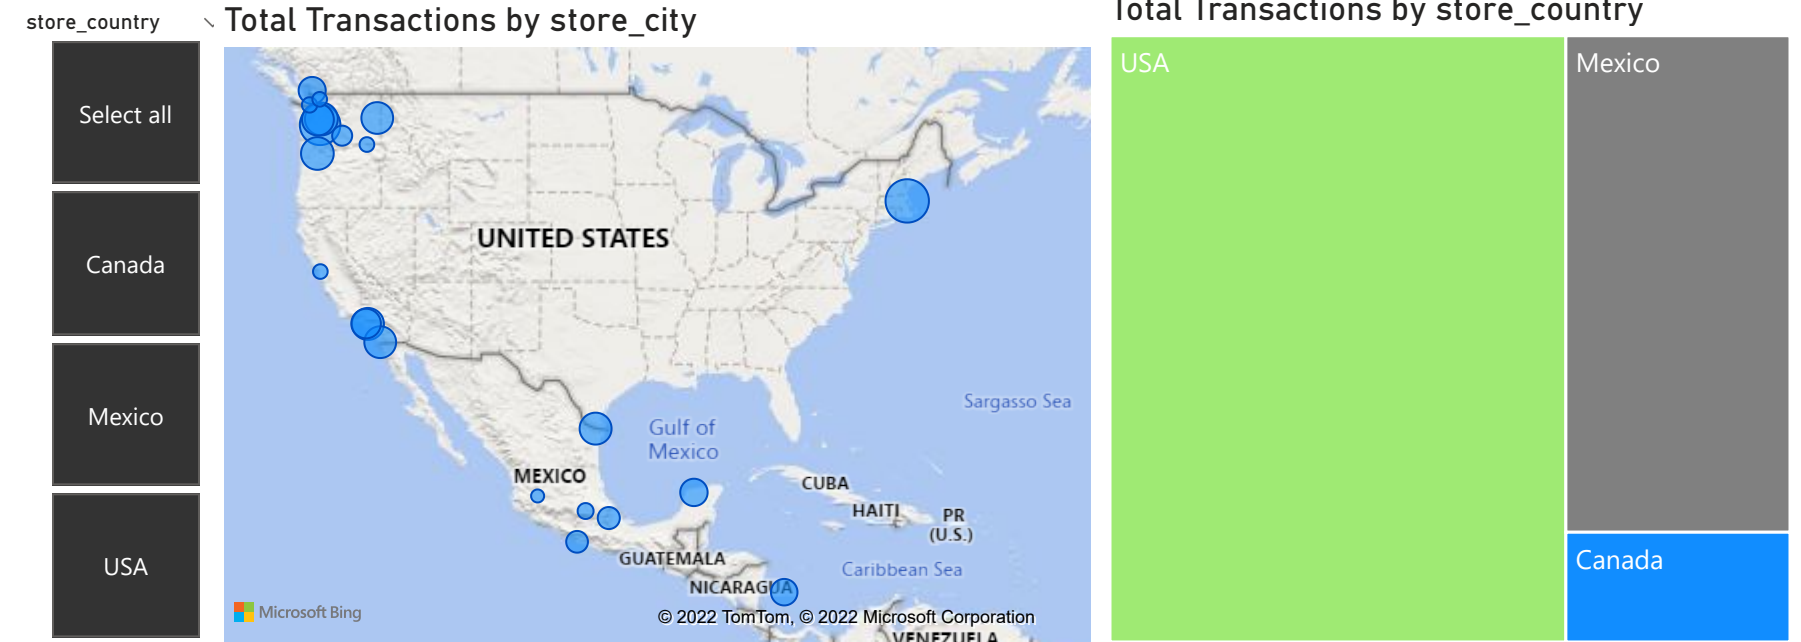 store_country
Select all
Canada
Mexico
USA
Total Transactions by store_city
UNITED STATES
Sargasso Sea
Gulf of
Mexico
MEXICO
CUBA
HAITI
PR
(U.S.)
GUATEMALA
Caribbean Sea
NICARAGUA
Microsoft Bing
© 2022 TomTom, © 2022 Microsoft Corporation
VENEZUELA
Total Transactions by store_country
USA
Mexico
Canada